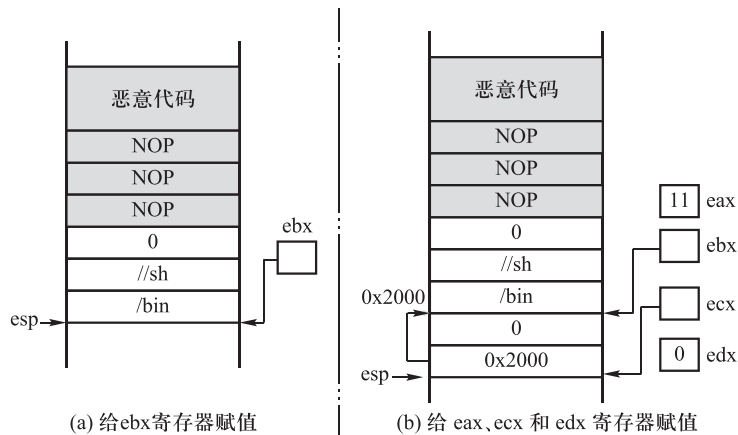 恶意代码
NOP
NOP
NOP
0
//sh
/bin
ebx
esp
(a) 给ebx寄存器赋值
恶意代码
NOP
NOP
NOP
0
//sh
/bin
0
0x2000
0x2000
esp
11 eax
ebx
ecx
0 edx
(b) 给 eax、ecx 和 edx 寄存器赋值